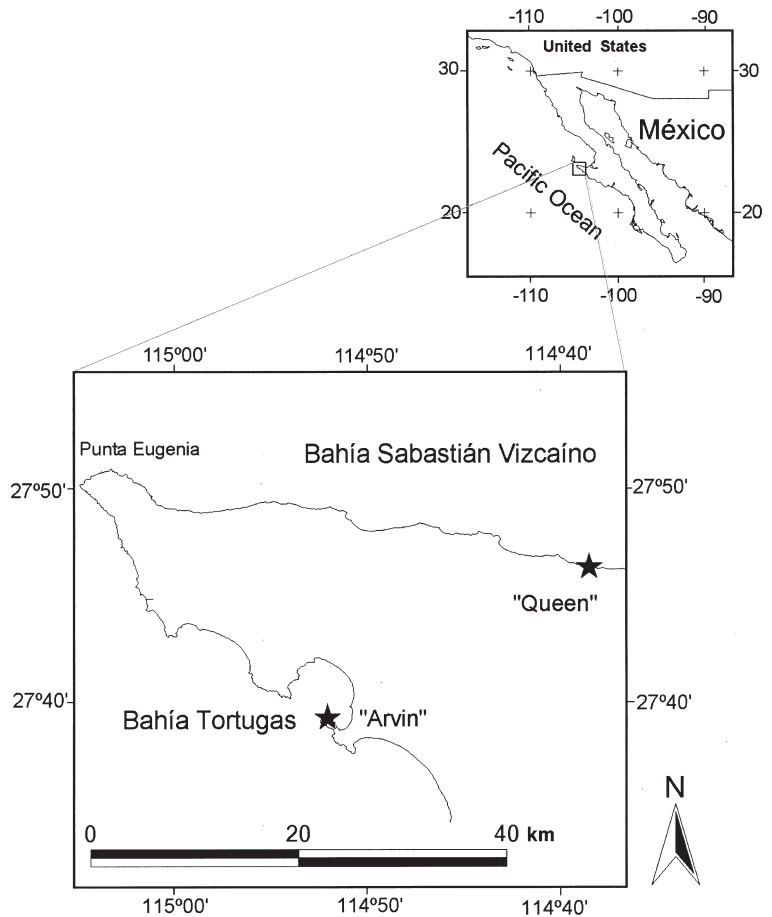 -110 -100 -90
United States
30 30
México
Pacific Ocean
20 20
-110 -100 -90
115º00' 114º50' 114º40'
Punta Eugenia
Bahía Sabastián Vizcaíno
27º50' 27º50'
"Queen"
27º40' 27º40'
Bahía Tortugas "Arvin"
N
0 20 40 km
115º00' 114º50' 114º40'